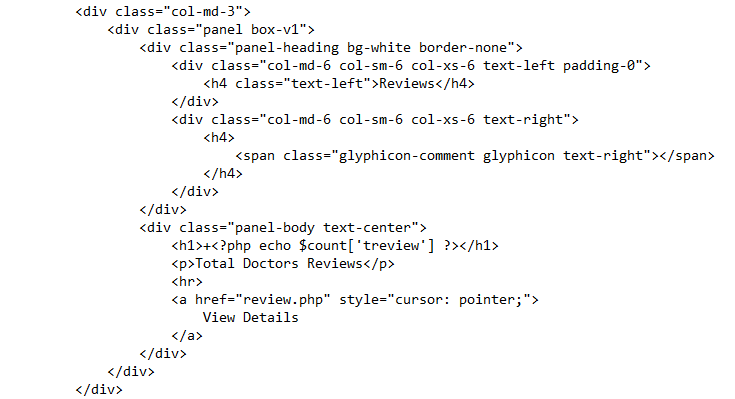 <div class="col-md-3">
<div class="panel box-v1">
<div class="panel-heading bg-white border-none">
<div class="col-md-6 col-sm-6 col-xs-6 text-left padding-0">
<h4 class="text-left">Reviews</h4>
</div>
<div class="col-md-6 col-sm-6 col-xs-6 text-right">
<h4>
<span class="glyphicon-comment glyphicon text-right"></span>
</h4>
</div>
</div>
<div class="panel-body text-center">
<h1>+<?php echo $count['treview'] ?></h1>
<p>Total Doctors Reviews</p>
<hr>
<a href="review.php" style="cursor: pointer;">
View Details
</a>
</div>
</div>
</div>